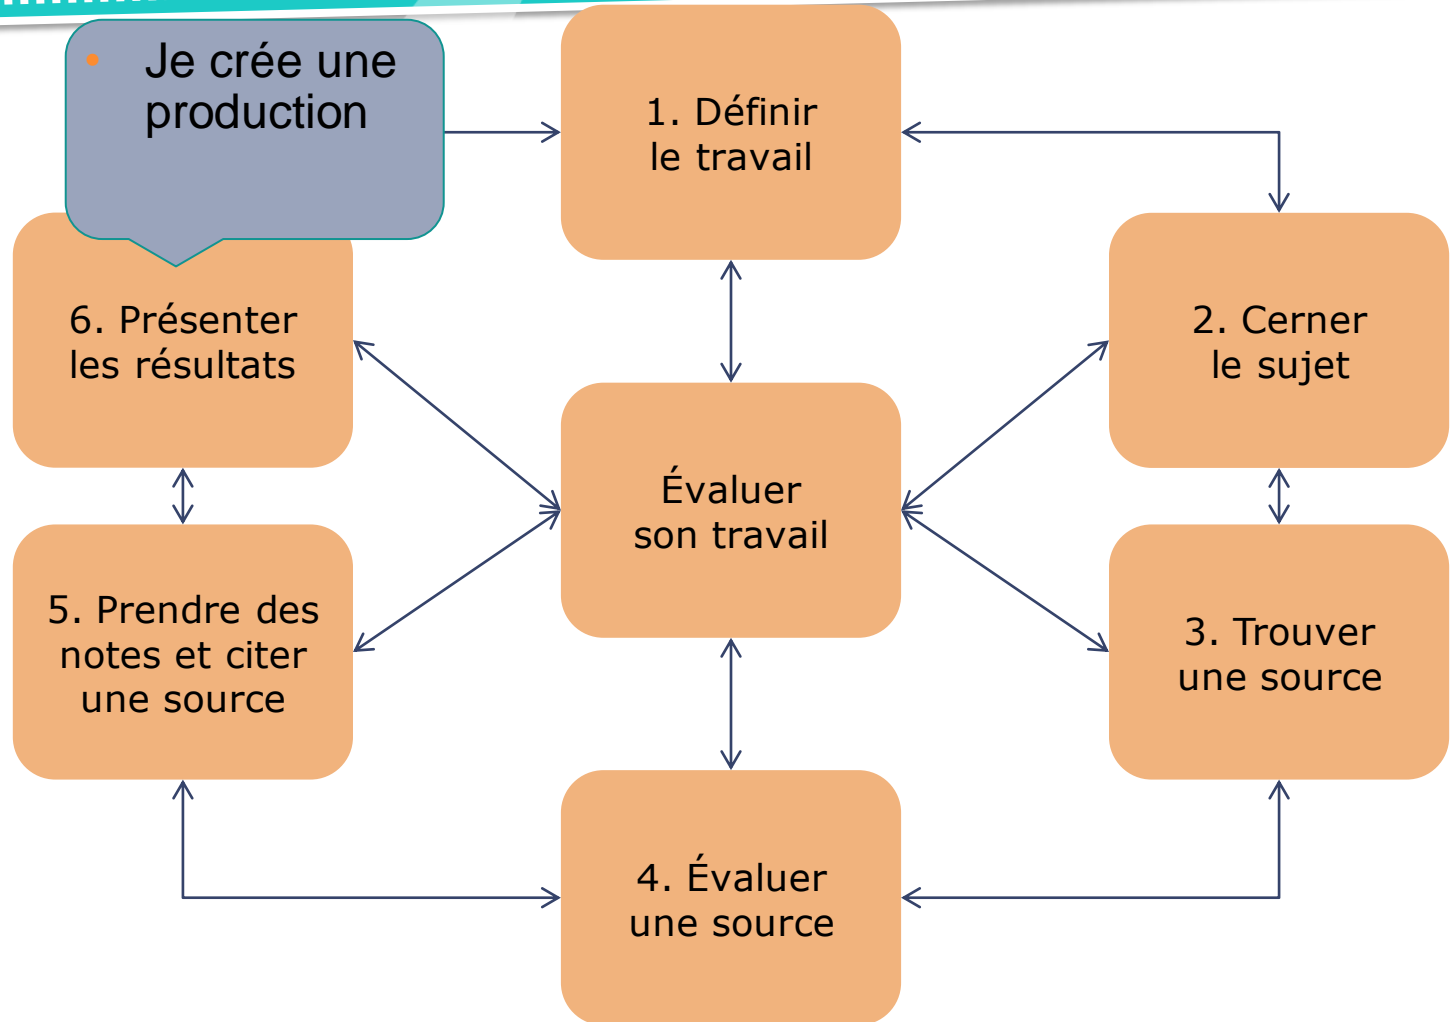 • Je crée une
production
1. Définir
le travail
2. Cerner
le sujet
3. Trouver
une source
4. Évaluer
une source
5. Prendre des
notes et citer
une source
6. Présenter
les résultats
Évaluer
son travail